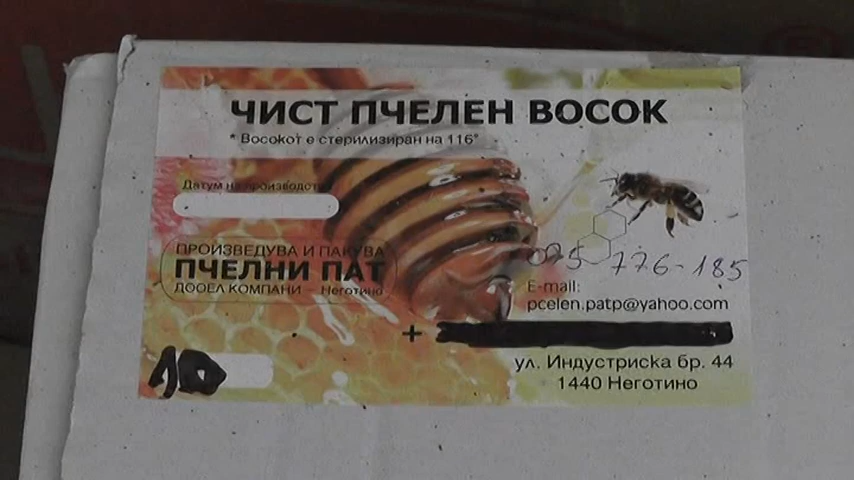 ЧИСТ ПЧЕЛЕН ВОСОК
* Восокот е стерилизиран на 116°
Датум на производство
ПРОИЗВЕДУВА И ПАКУВА
ПЧЕЛНИ ПАТ
ДООЕЛ КОМПАНИ - Неготино
075 776-185
E-mail:
pcelen.patp@yahoo.com
+
ул. Индустриска бр. 44
1440 Неготино
10